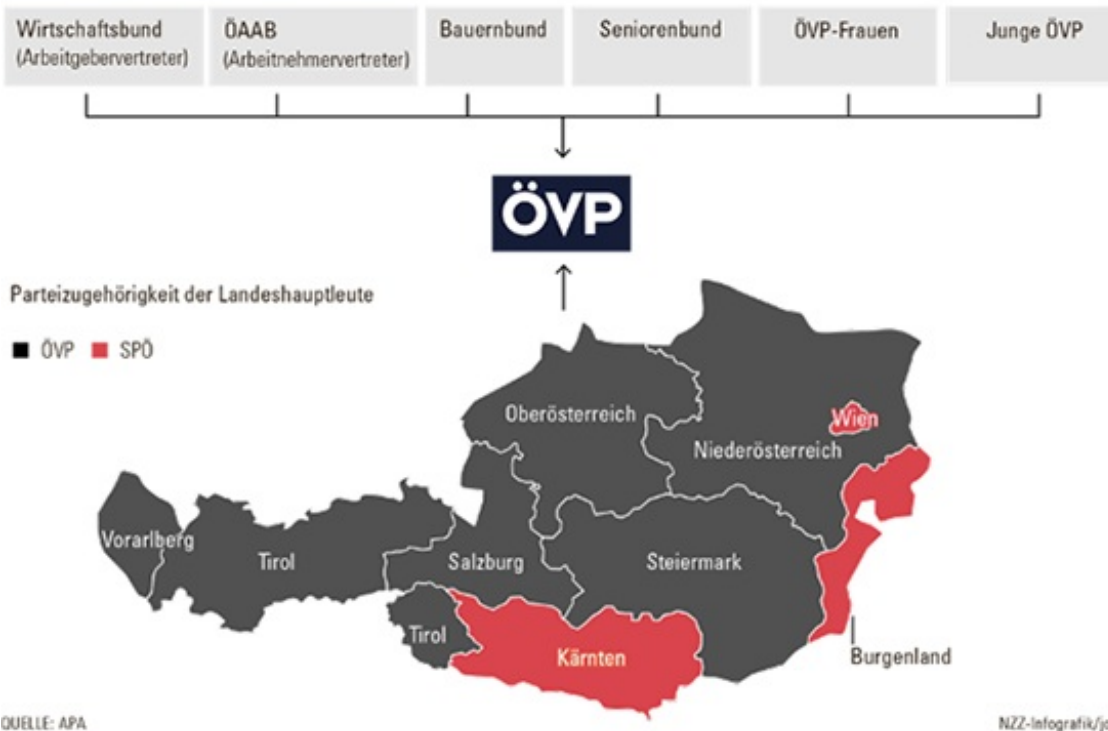 Wirtschaftsbund
(Arbeitgebervertreter)
ÖAAB
(Arbeitnehmervertreter)
Bauernbund
Seniorenbund
ÖVP-Frauen
Junge ÖVP
ÖVP
Parteizugehörigkeit der Landeshauptleute
ÖVP SPÖ
Oberösterreich
Wien
Niederösterreich
Vorarlberg
Tirol
Salzburg
Steiermark
Tirol
Kärnten
Burgenland
QUELLE: APA
NZZ-Infografik/